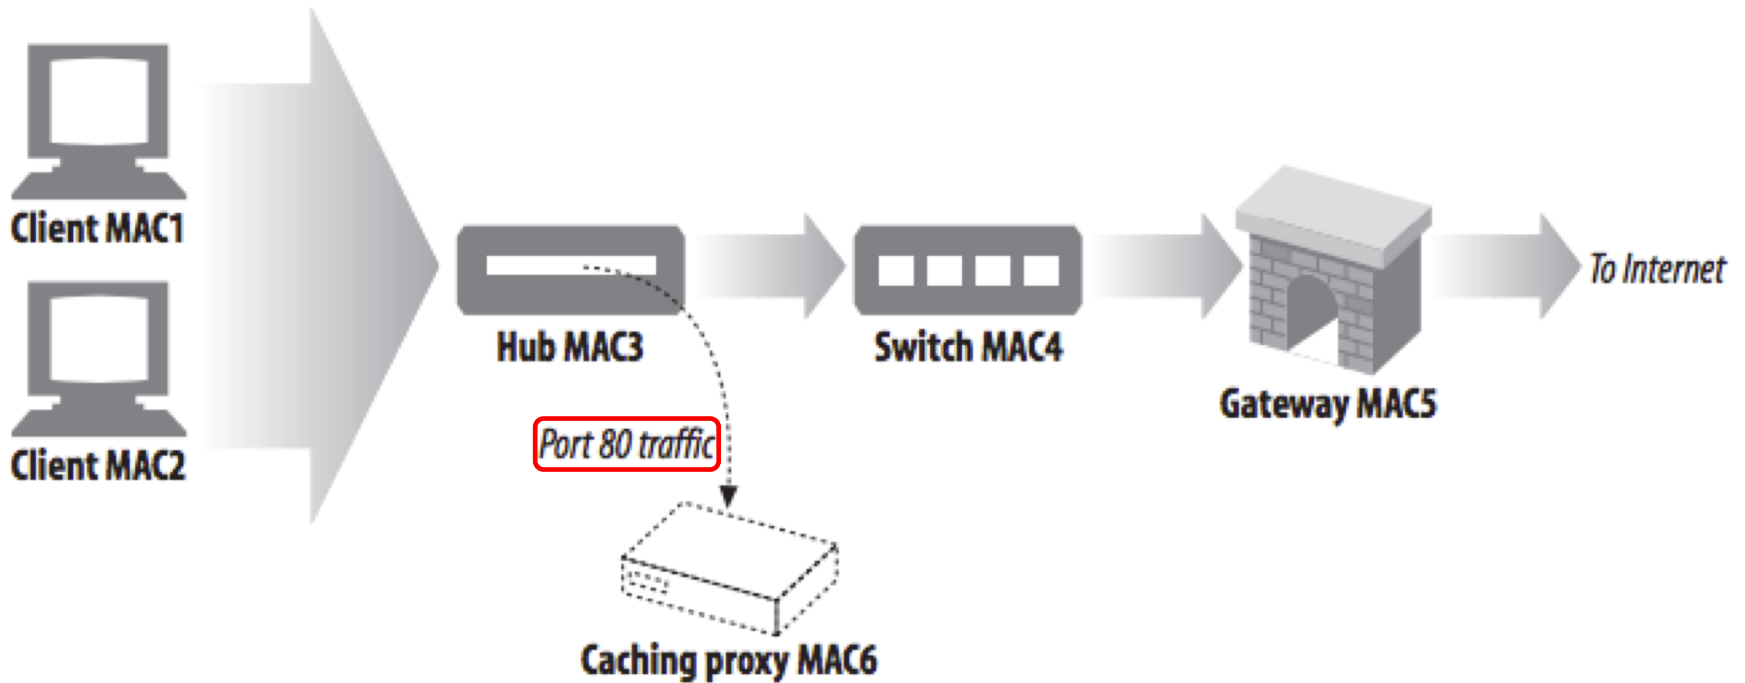 Client MAC1
Client MAC2
Hub MAC3
Switch MAC4
Gateway MAC5
To Internet
Port 80 traffic
Caching proxy MAC6